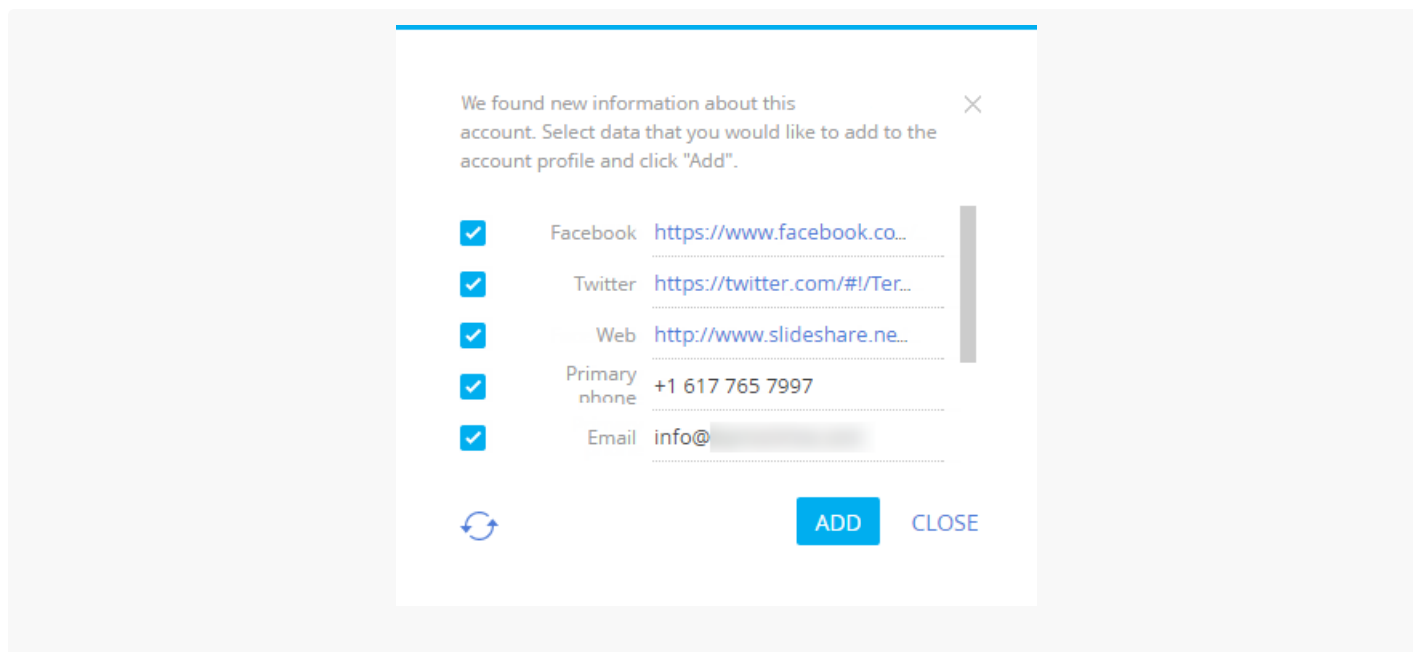 We found new information about this
account. Select data that you would like to add to the
account profile and click "Add".
Facebook https://www.facebook.co...
Twitter https://twitter.com/#!/Ter...
Web http://www.slideshare.ne...
Primary phone +1 617 765 7997
Email info@
ADD CLOSE